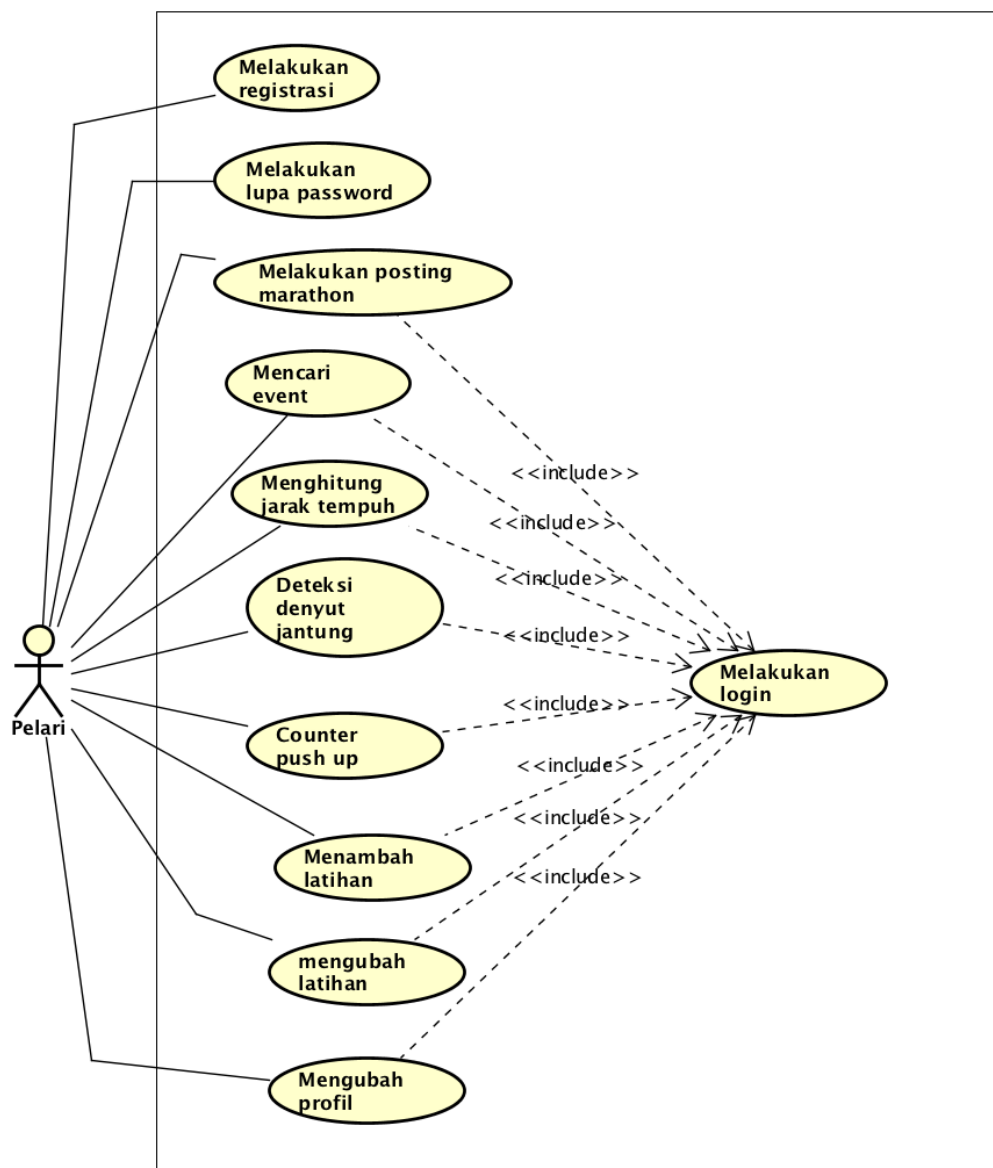 Melakukan
registrasi
Melakukan
lupa password
Melakukan posting
marathon
Mencari
event
<<include>>
Menghitung
jarak tempuh
<<include>>
<<include>>
Deteksi
denyut
jantung
<<include>>
Melakukan
login
Pelari
<<include>>
Counter
push up
<<include>>
<<include>>
Menambah
latihan
<<include>>
mengubah
latihan
Mengubah
profil